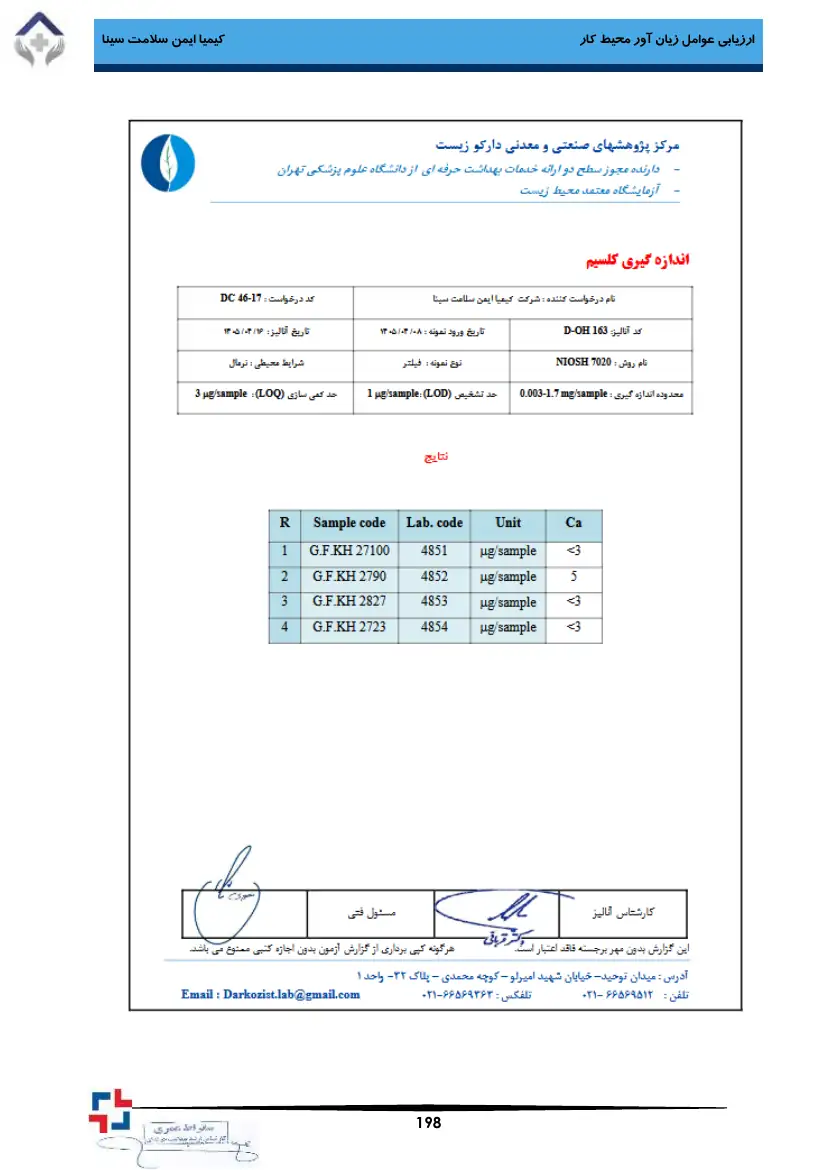 ارزیابی عوامل زیان آور محیط کار
کیمیا ایمن سلامت سینا
مرکز پژوهشهای صنعتی و معدنی دارکو زیست
- دارنده مجوز سطح دو ارائه خدمات بهداشت حرفه ای از دانشگاه علوم پزشکی تهران
- آزمایشگاه معتمد محیط زیست
اندازه گیری کلسیم
نام درخواست کننده : شرکت کیمیا ایمن سلامت سینا
کد درخواست : DC 46-17
کد آنالیز: D-OH 163
تاریخ ورود نمونه : ۱۴۰۵/۰۴/۰۸
تاریخ آنالیز : ۱۴۰۵/۰۴/۱۶
نام روش : NIOSH 7020
نوع نمونه : فیلتر
شرایط محیطی : نرمال
محدوده اندازه گیری : 0.003-1.7 mg/sample
حد تشخیص (LOD): 1 µg/sample
حد کمی سازی (LOQ): 3 µg/sample
نتایج
R Sample code Lab. code Unit Ca
1 G.F.KH 27100 4851 µg/sample <3
2 G.F.KH 2790 4852 µg/sample 5
3 G.F.KH 2827 4853 µg/sample <3
4 G.F.KH 2723 4854 µg/sample <3
کارشناس آنالیز
مسئول فنی
این گزارش بدون مهر برجسته فاقد اعتبار است.
هرگونه کپی برداری از گزارش آزمون بدون اجازه کتبی ممنوع می باشد.
آدرس : میدان توحید– خیابان شهید امیرلو – کوچه محمدی – پلاک ۳۲– واحد ۱
تلفن : ۶۶۵۶۹۵۱۲ –۰۲۱
تلفکس : ۶۶۵۶۹۳۶۳–۰۲۱
Email : Darkozist.lab@gmail.com
198